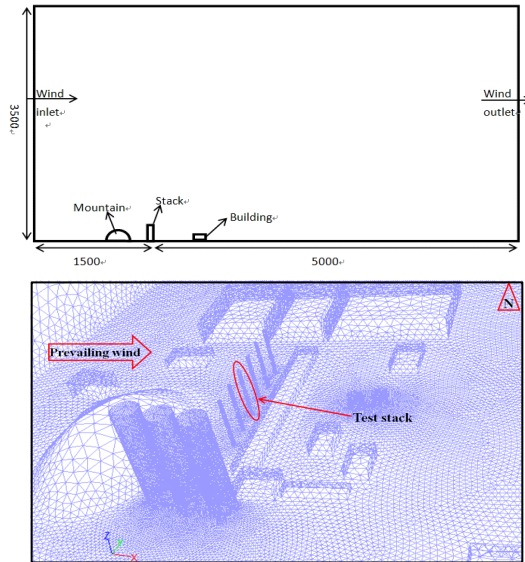 Wind
inlet
Wind
outlet
3500
Mountain
Stack
Building
1500
5000
N
Prevailing wind
Test stack
Z
Y
X